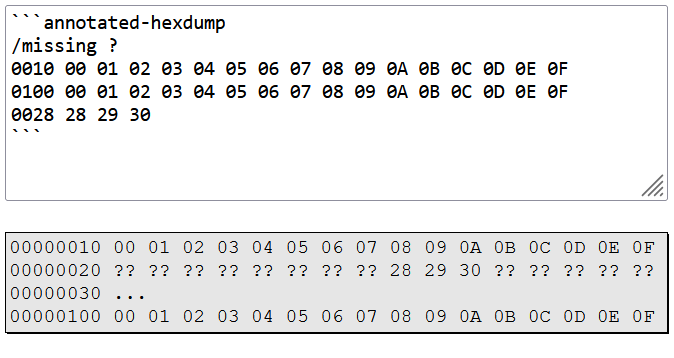 ```annotated-hexdump
/missing ?
0010 00 01 02 03 04 05 06 07 08 09 0A 0B 0C 0D 0E 0F
0100 00 01 02 03 04 05 06 07 08 09 0A 0B 0C 0D 0E 0F
0028 28 29 30
```
00000010 00 01 02 03 04 05 06 07 08 09 0A 0B 0C 0D 0E 0F
00000020 ?? ?? ?? ?? ?? ?? ?? ?? 28 29 30 ?? ?? ?? ?? ??
00000030 ...
00000100 00 01 02 03 04 05 06 07 08 09 0A 0B 0C 0D 0E 0F